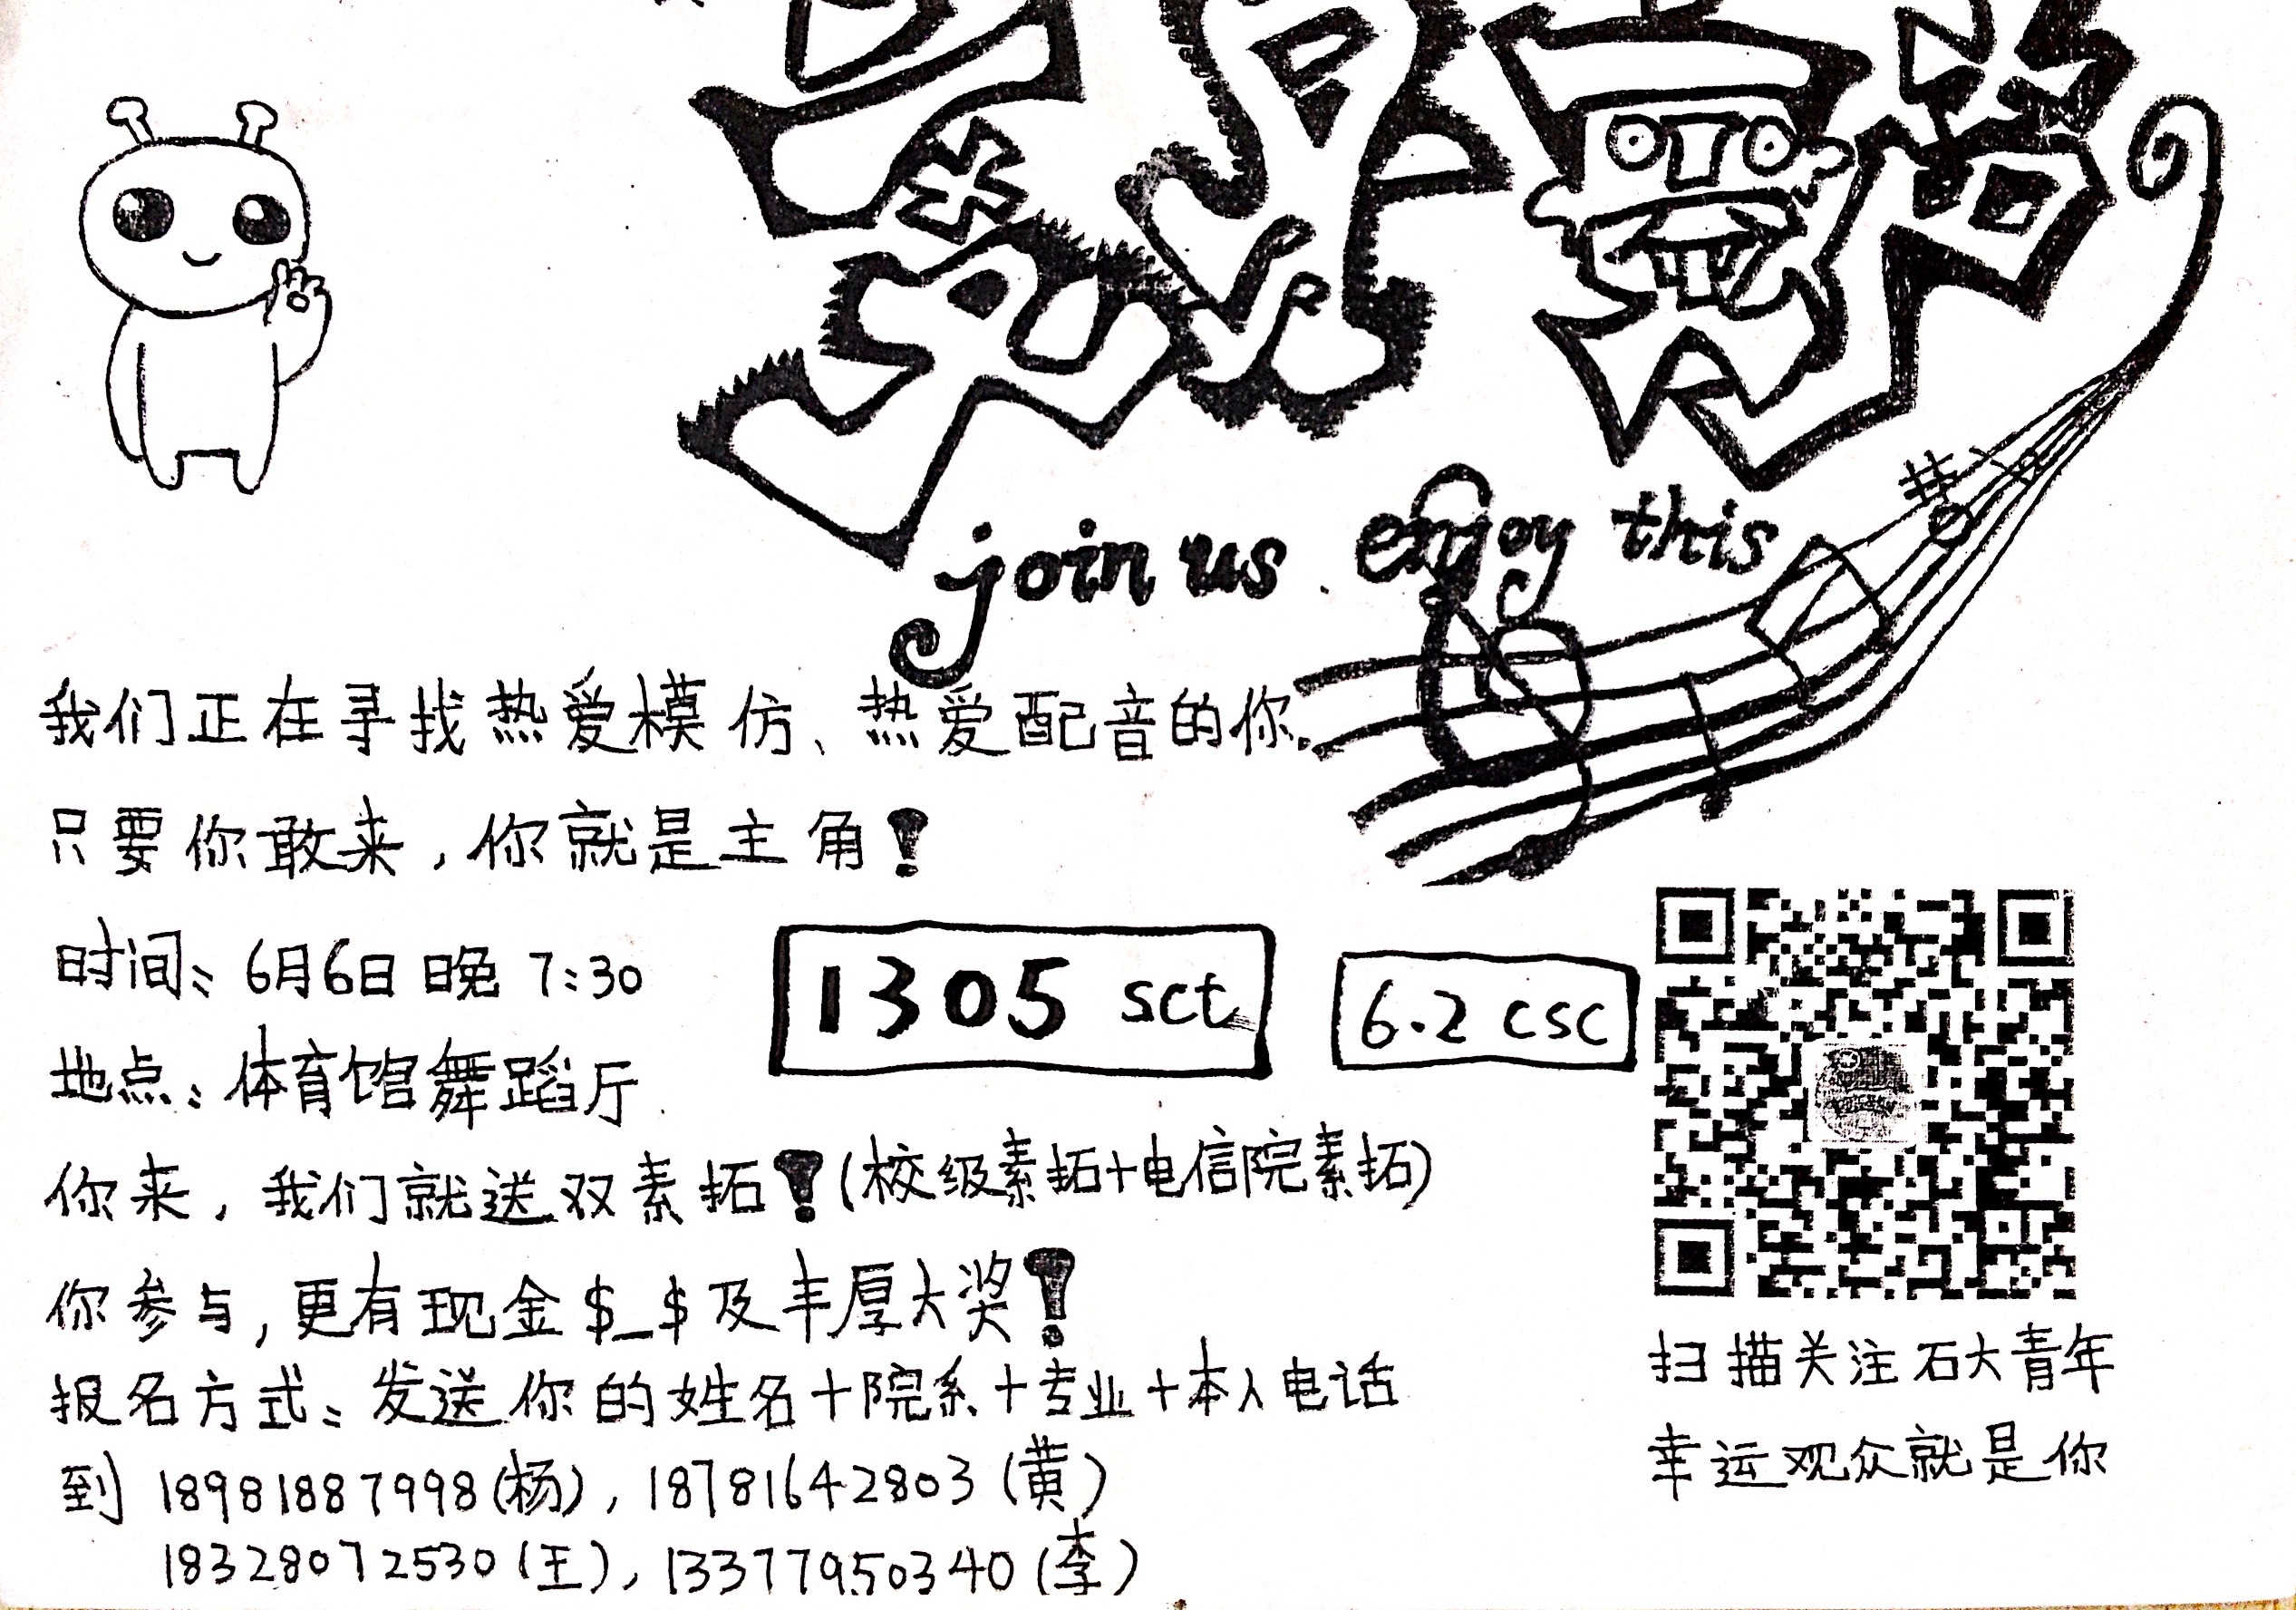 join us enjoy this
我们正在寻找热爱模仿、热爱配音的你。
只要你敢来，你就是主角！
时间：6月6日 晚 7:30
1305 sct
6.2 csc
地点：体育馆舞蹈厅
你来，我们就送双素拓！(校级素拓+电信院素拓)
你参与，更有现金$_$及丰厚大奖！
报名方式：发送你的姓名+院系+专业+本人电话
到 18981887998(杨)，18781642803(黄)
18328072530(王)，13377950340(李)
扫描关注石大青年
幸运观众就是你